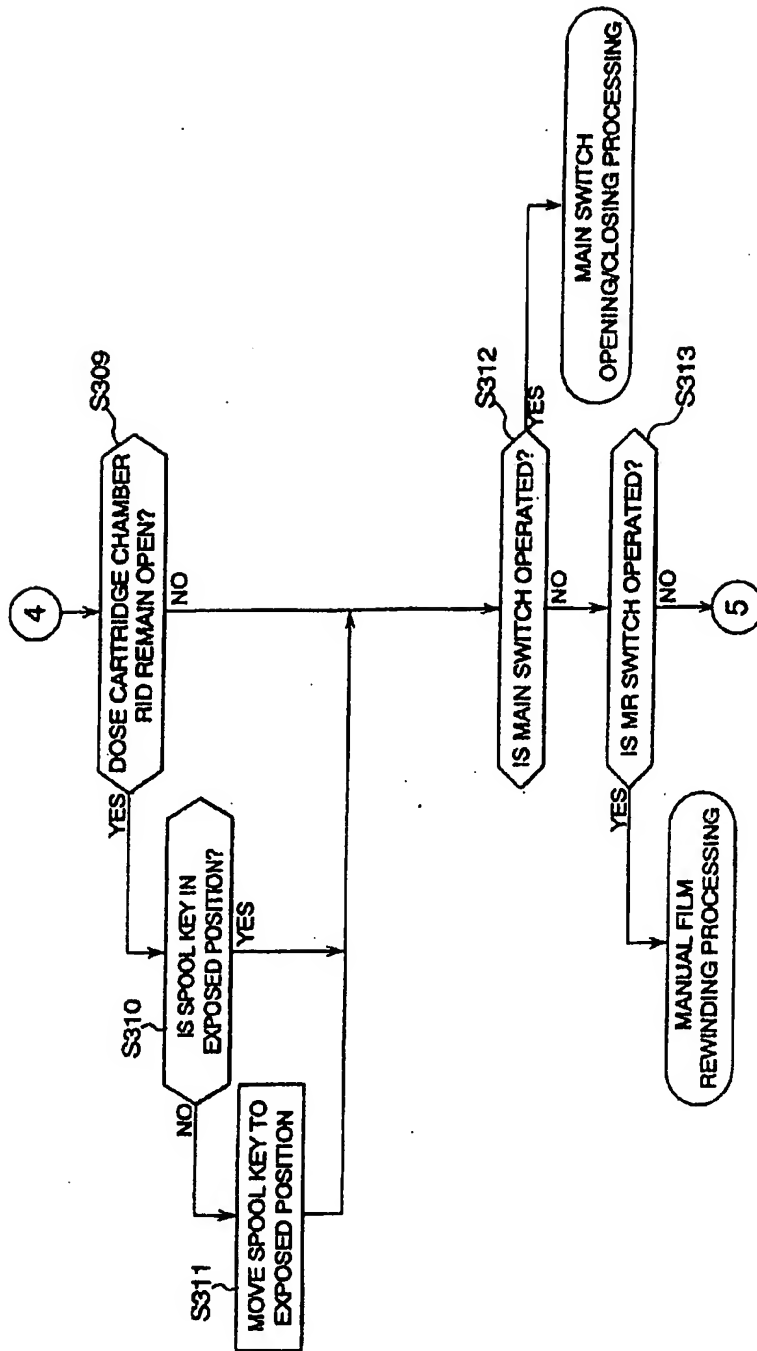 4
DOSE CARTRIDGE CHAMBER
RID REMAIN OPEN?
S309
YES
NO
S310
IS SPOOL KEY IN
EXPOSED POSITION?
NO
YES
S311
MOVE SPOOL KEY TO
EXPOSED POSITION
S312
IS MAIN SWITCH OPERATED?
YES
NO
MAIN SWITCH
OPENING/CLOSING PROCESSING
S313
IS MR SWITCH OPERATED?
YES
NO
MANUAL FILM
REWINDING PROCESSING
5